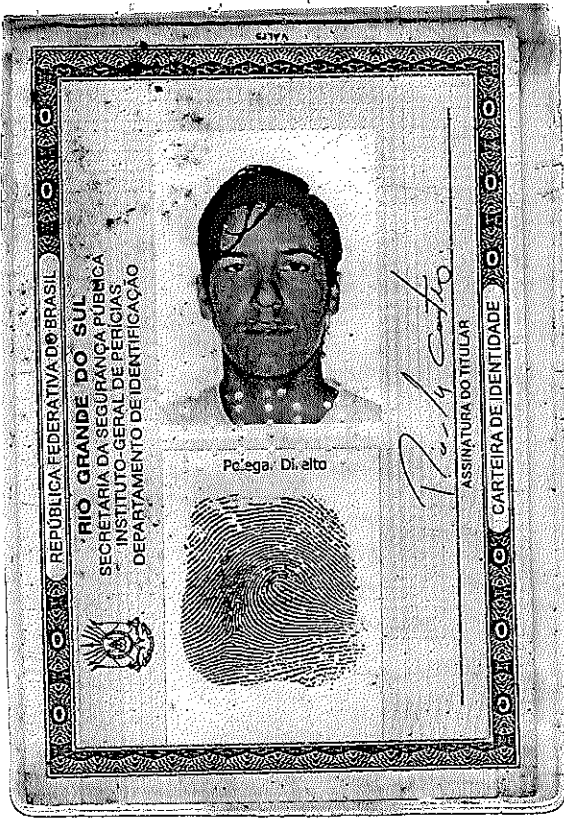 REPÚBLICA FEDERATIVA DO BRASIL
RIO GRANDE DO SUL
SECRETARIA DA SEGURANÇA PÚBLICA
INSTITUTO-GERAL DE PERÍCIAS
DEPARTAMENTO DE IDENTIFICAÇÃO
Polegar Direito
ASSINATURA DO TITULAR
CARTEIRA DE IDENTIDADE